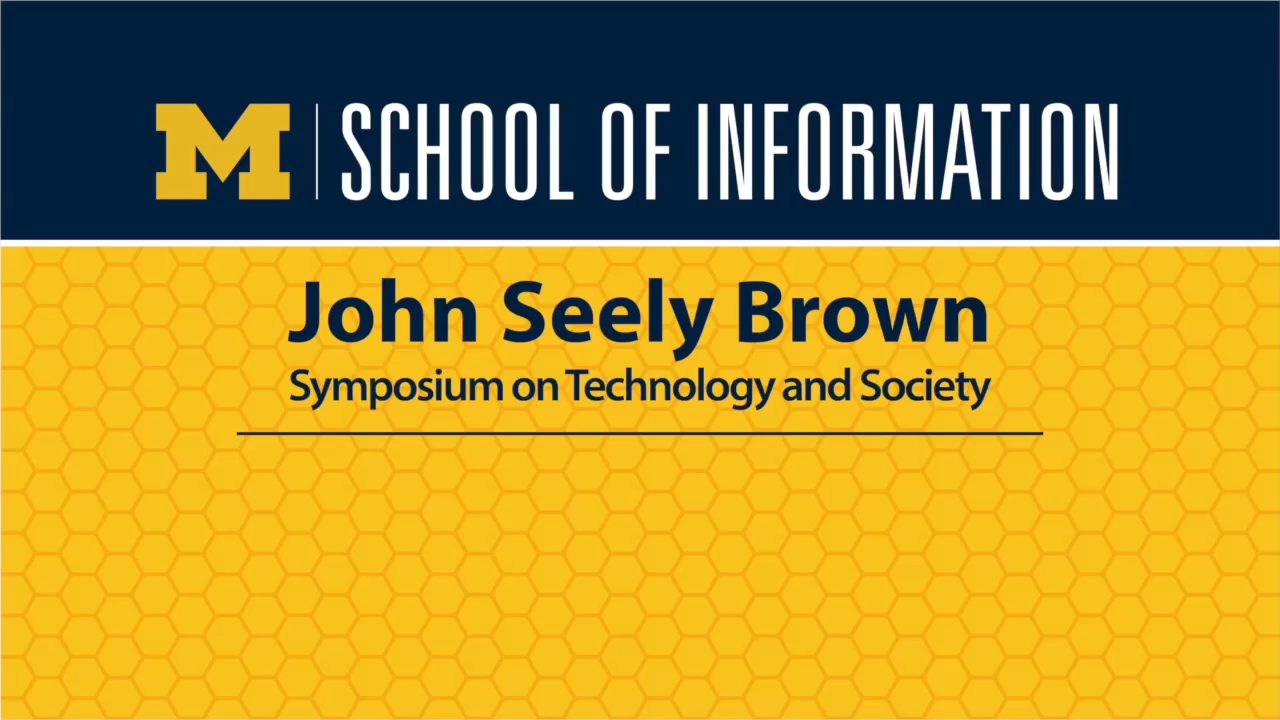 M SCHOOL OF INFORMATION
John Seely Brown
Symposium on Technology and Society